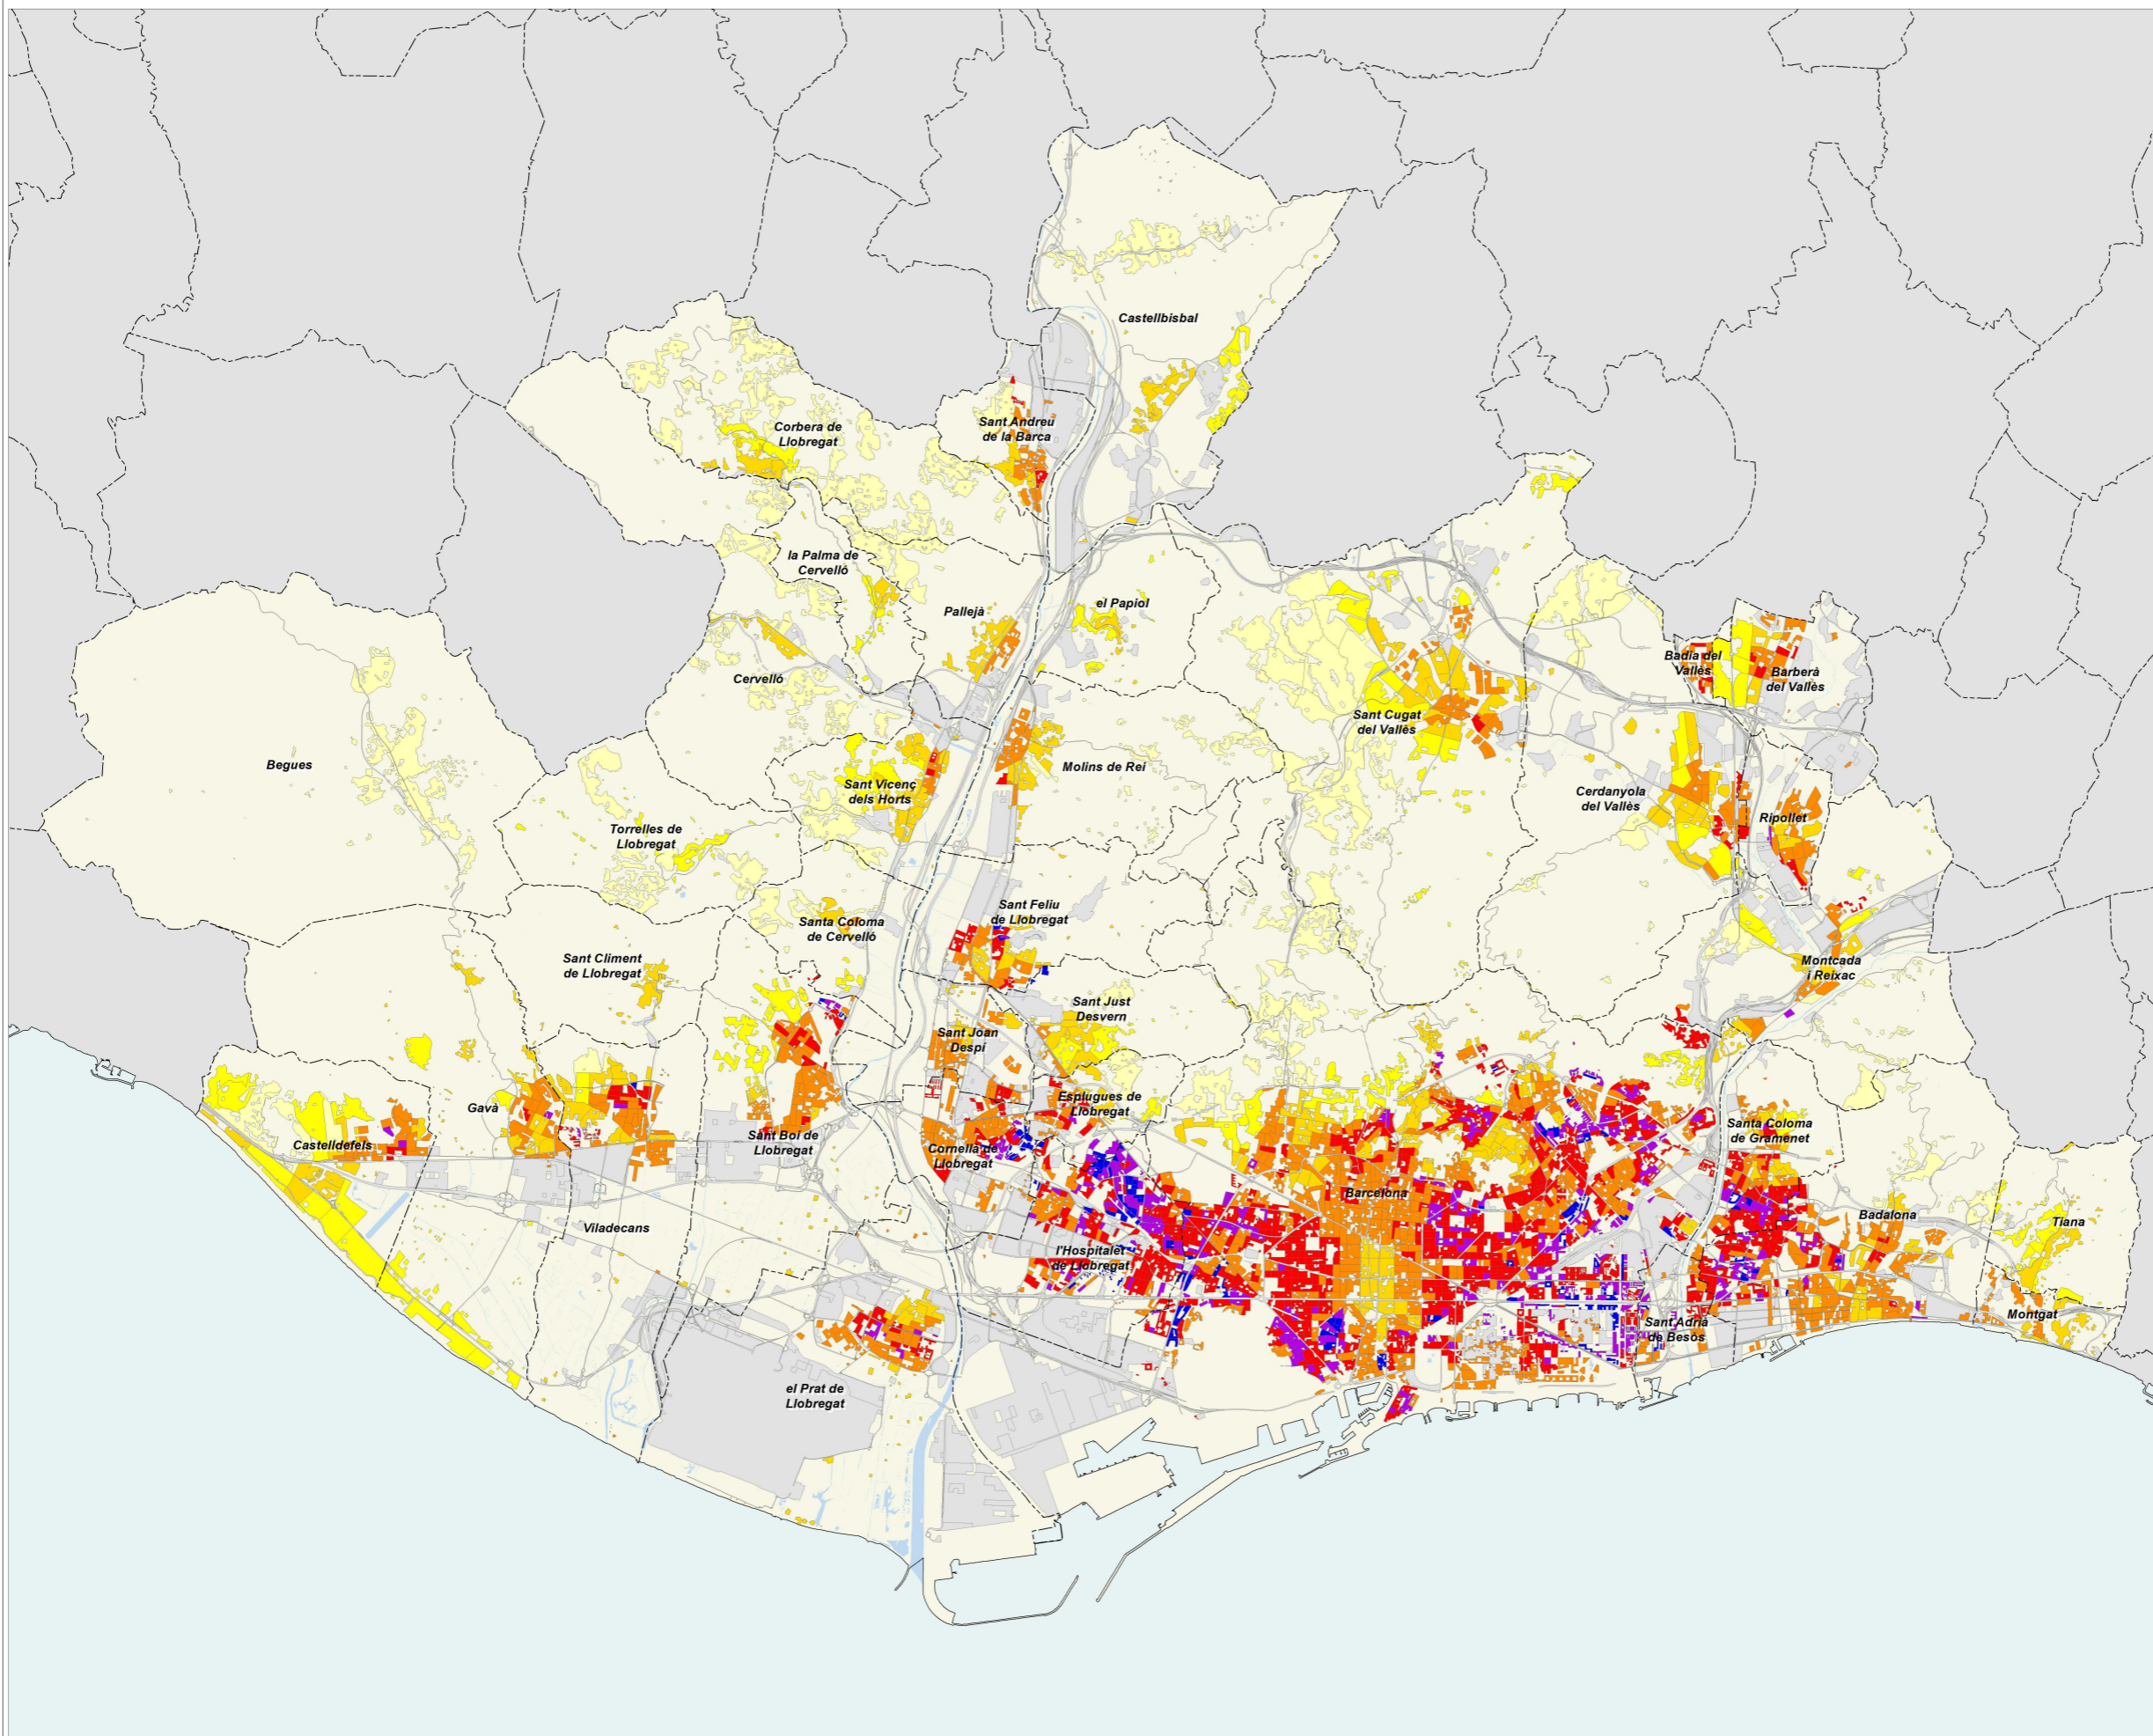 Castellbisbal
Sant Andreu
de la Barca
Corbera de
Llobregat
la Palma de
Cervelló
Pallejà
el Papiol
Badia del
Vallès
Barberà
del Vallès
Cervelló
Sant Cugat
del Vallès
Begues
Molins de Rei
Sant Vicenç
dels Horts
Cerdanyola
del Vallès
Ripollet
Torrelles de
Llobregat
Sant Feliu
de Llobregat
Santa Coloma
de Cervelló
Sant Climent
de Llobregat
Montcada
i Reixac
Sant Just
Desvern
Sant Joan
Despí
Esplugues de
Llobregat
Gavà
Castelldefels
Sant Boi de
Llobregat
Cornellà de
Llobregat
Santa Coloma
de Gramenet
Barcelona
Badalona
Tiana
Viladecans
l'Hospitalet
de Llobregat
Montgat
Sant Adrià
de Besòs
el Prat de
Llobregat